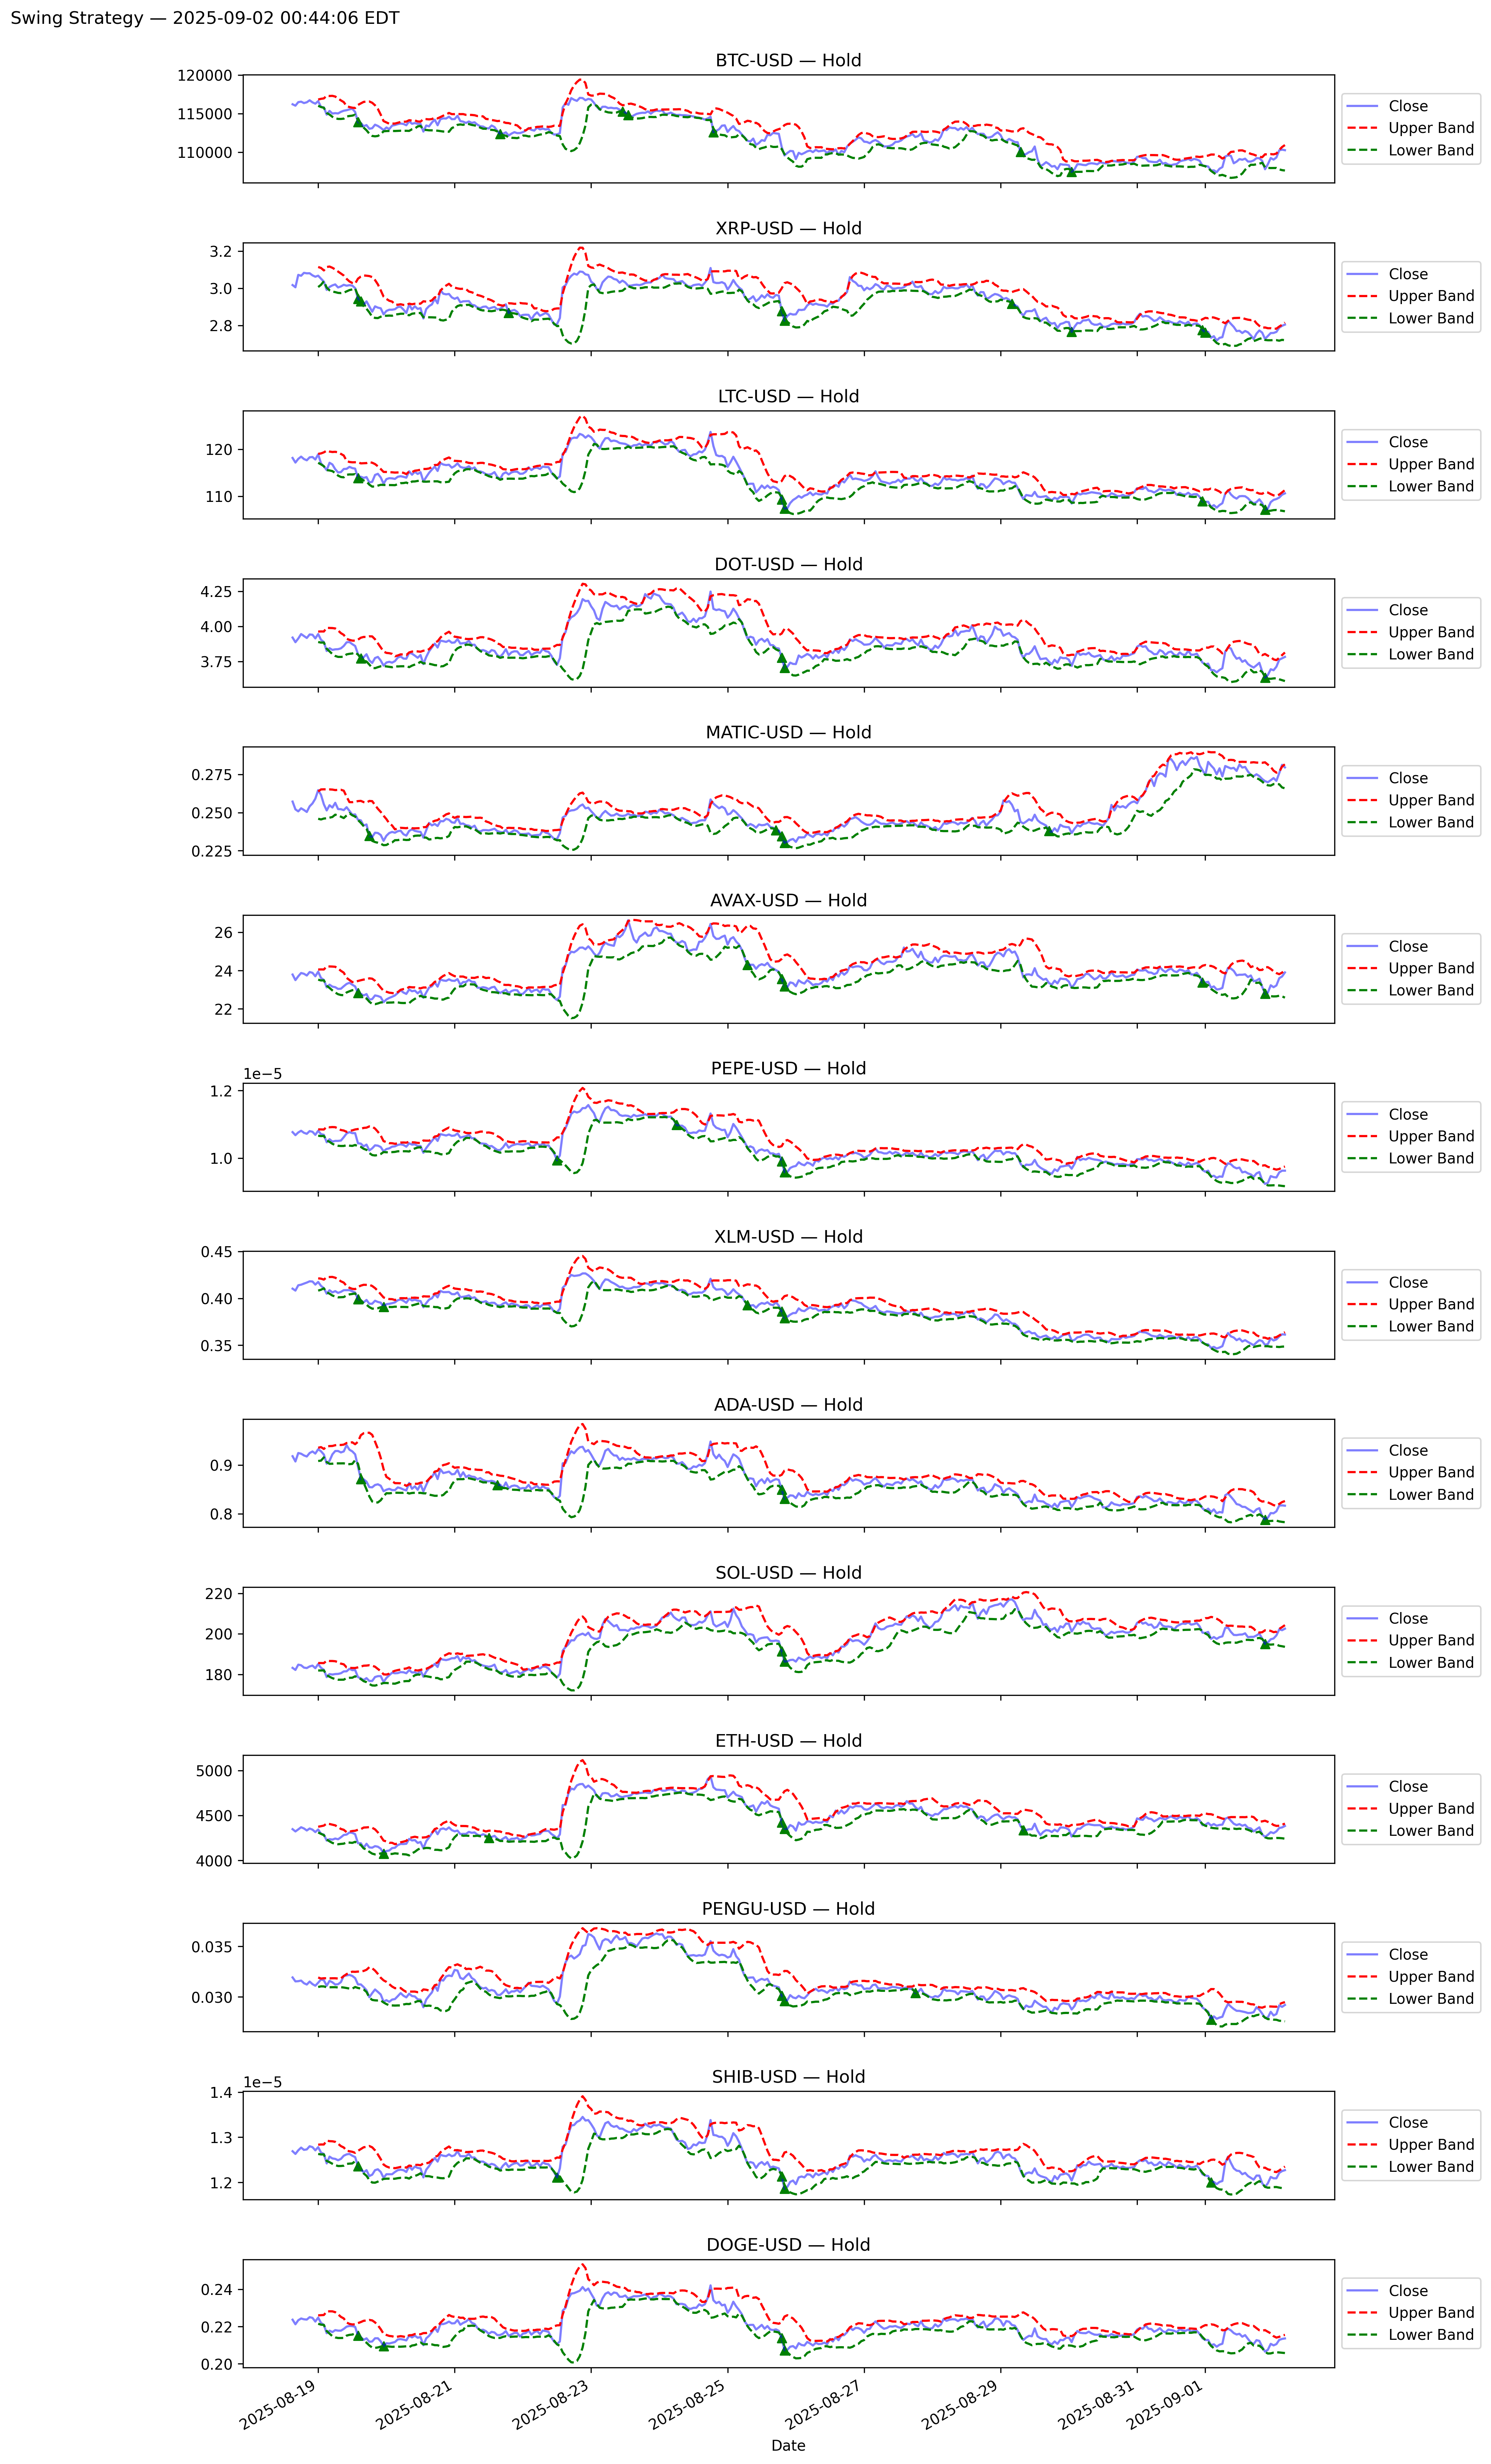 Swing Strategy — 2025-09-02 00:44:06 EDT
BTC-USD — Hold
120000
115000
110000
Close
Upper Band
Lower Band
XRP-USD — Hold
3.2
3.0
2.8
Close
Upper Band
Lower Band
LTC-USD — Hold
120
110
Close
Upper Band
Lower Band
DOT-USD — Hold
4.25
4.00
3.75
Close
Upper Band
Lower Band
MATIC-USD — Hold
0.275
0.250
0.225
Close
Upper Band
Lower Band
AVAX-USD — Hold
26
24
22
Close
Upper Band
Lower Band
PEPE-USD — Hold
1e−5
1.2
1.0
Close
Upper Band
Lower Band
XLM-USD — Hold
0.45
0.40
0.35
Close
Upper Band
Lower Band
ADA-USD — Hold
0.9
0.8
Close
Upper Band
Lower Band
SOL-USD — Hold
220
200
180
Close
Upper Band
Lower Band
ETH-USD — Hold
5000
4500
4000
Close
Upper Band
Lower Band
PENGU-USD — Hold
0.035
0.030
Close
Upper Band
Lower Band
SHIB-USD — Hold
1e−5
1.4
1.3
1.2
Close
Upper Band
Lower Band
DOGE-USD — Hold
0.24
0.22
0.20
Close
Upper Band
Lower Band
2025-08-19
2025-08-21
2025-08-23
2025-08-25
2025-08-27
2025-08-29
2025-08-31
2025-09-01
Date